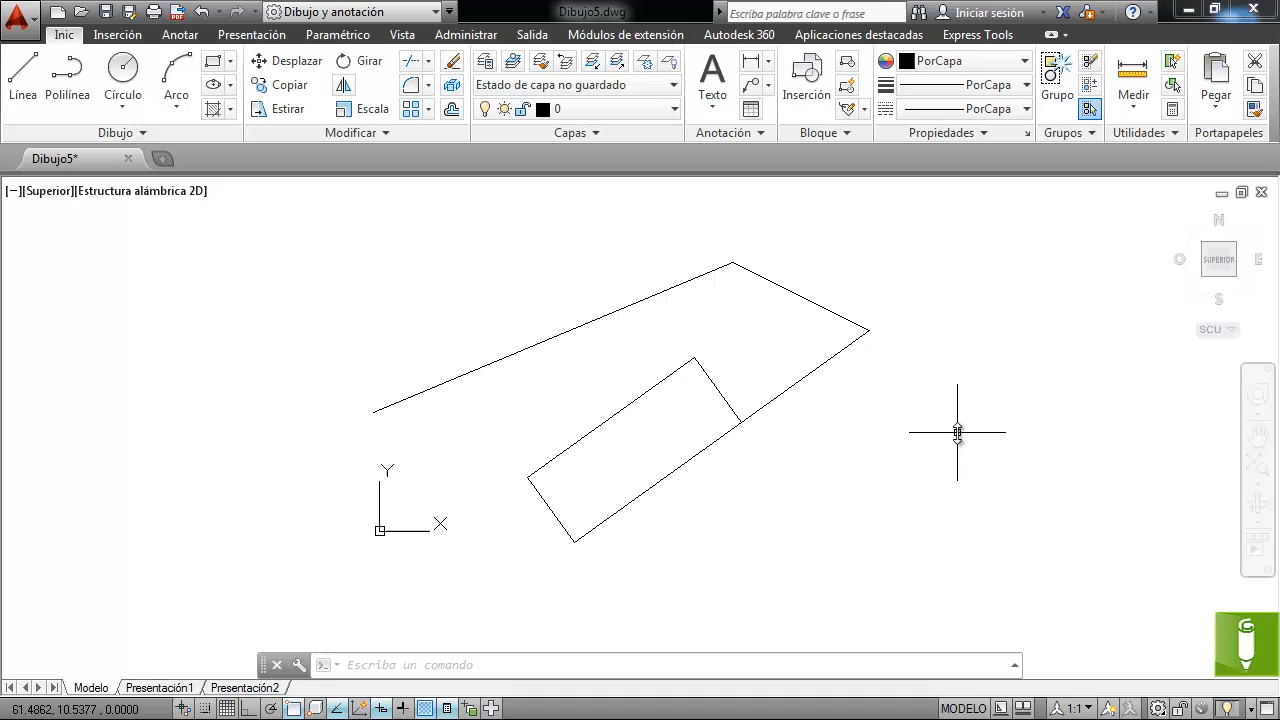 Dibujo y anotación
Dibujo5.dwg
Escriba palabra clave o frase
Iniciar sesión
Inic
Inserción
Anotar
Presentación
Paramétrico
Vista
Administrar
Salida
Módulos de extensión
Autodesk 360
Aplicaciones destacadas
Express Tools
Línea
Polilínea
Círculo
Arco
Desplazar
Girar
Copiar
Estirar
Escala
Estado de capa no guardado
0
Texto
Inserción
PorCapa
PorCapa
PorCapa
Grupo
Medir
Pegar
Dibujo
Modificar
Capas
Anotación
Bloque
Propiedades
Grupos
Utilidades
Portapapeles
Dibujo5*
[−][Superior][Estructura alámbrica 2D]
N
O
SUPERIOR
E
S
SCU
Y
X
Escriba un comando
Modelo
Presentación1
Presentación2
61.4862, 10.5377, 0.0000
MODELO
1:1